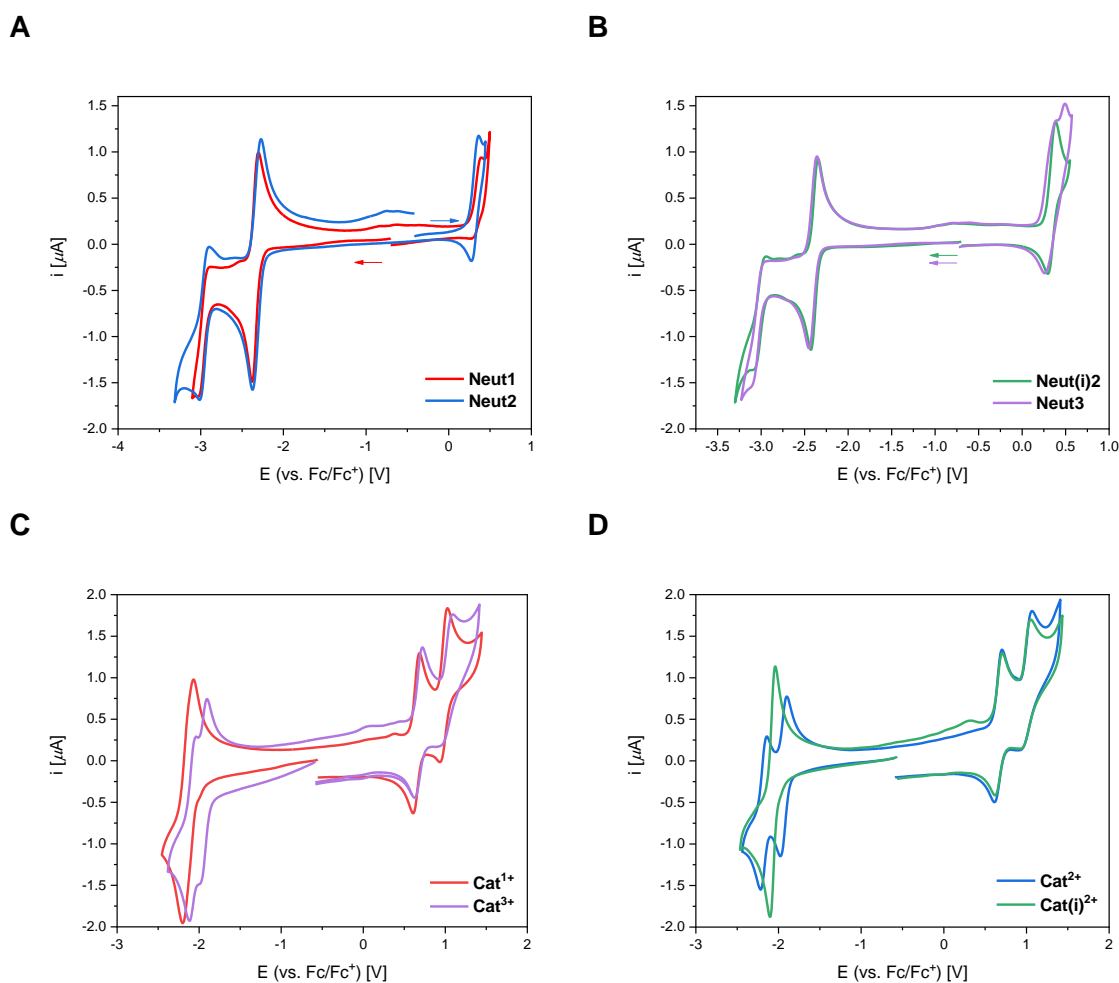 A
1.5
1.0
0.5
0.0
-0.5
-1.0
-1.5
-2.0
i [μA]
-4 -3 -2 -1 0 1
E (vs. Fc/Fc⁺) [V]
Neut1
Neut2
B
1.5
1.0
0.5
0.0
-0.5
-1.0
-1.5
-2.0
i [μA]
-3.5 -3.0 -2.5 -2.0 -1.5 -1.0 -0.5 0.0 0.5 1.0
E (vs. Fc/Fc⁺) [V]
Neut(i)2
Neut3
C
2.0
1.5
1.0
0.5
0.0
-0.5
-1.0
-1.5
-2.0
i [μA]
-3 -2 -1 0 1 2
E (vs. Fc/Fc⁺) [V]
Cat¹⁺
Cat³⁺
D
2.0
1.5
1.0
0.5
0.0
-0.5
-1.0
-1.5
-2.0
i [μA]
-3 -2 -1 0 1 2
E (vs. Fc/Fc⁺) [V]
Cat²⁺
Cat(i)²⁺